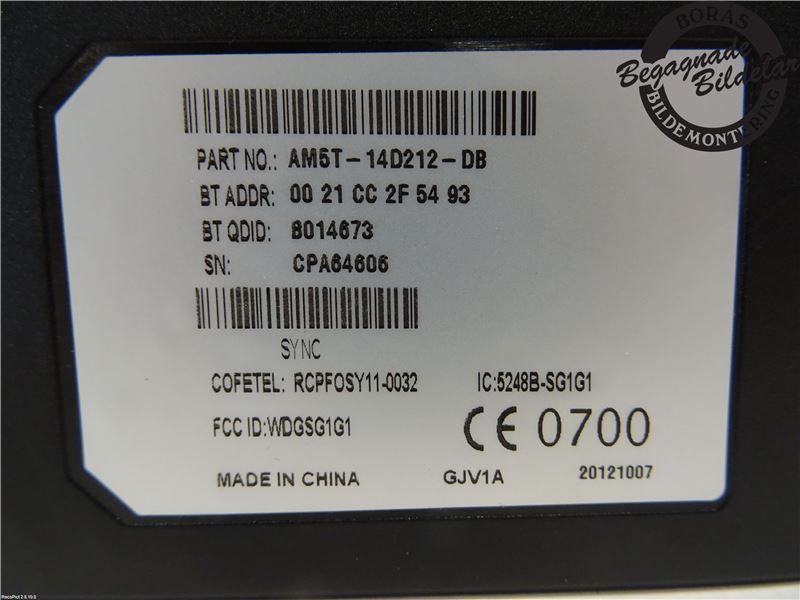 BORÅS
Begagnade
Bildelar
BILDEMONTERING
PART NO.: AM5T-14D212-DB
BT ADDR: 00 21 CC 2F 54 93
BT QDID: B014673
SN: CPA64606
SYNC
COFETEL: RCPFOSY11-0032 IC:5248B-SG1G1
FCC ID:WDGSG1G1 CE 0700
MADE IN CHINA GJV1A 20121007